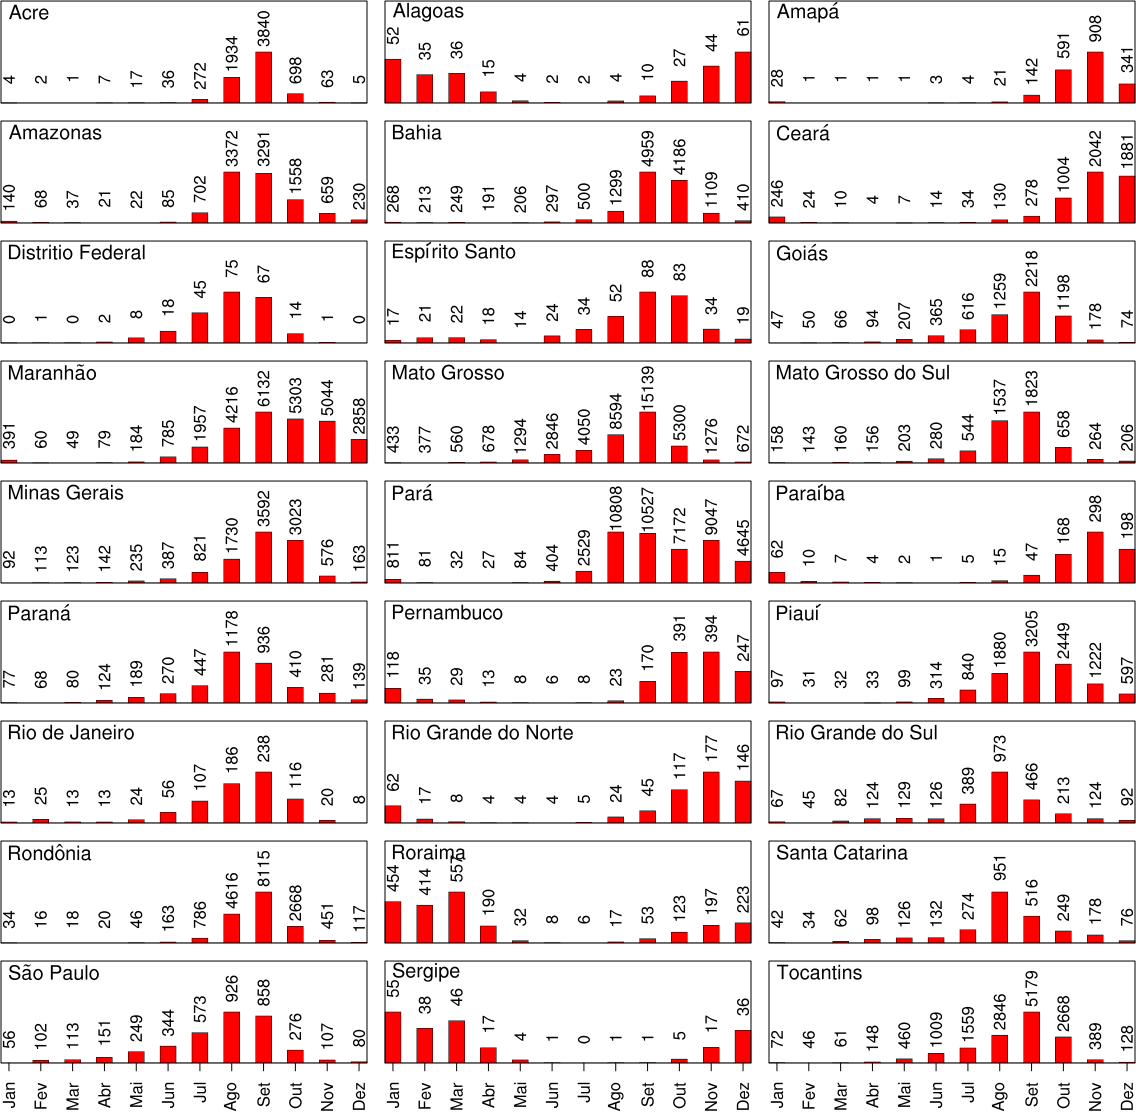 Acre
4 2 1 7 17 36 272 1934 3840 698 63 5
Alagoas
52 35 36 15 4 2 2 4 10 27 44 61
Amapá
28 1 1 1 1 3 4 21 142 591 908 341
Amazonas
140 68 37 21 22 85 702 3372 3291 1558 659 230
Bahia
268 213 249 191 206 297 500 1299 4959 4186 1109 410
Ceará
246 24 10 4 7 14 34 130 278 1004 2042 1881
Distritio Federal
0 1 0 2 8 18 45 75 67 14 1 0
Espírito Santo
17 21 22 18 14 24 34 52 88 83 34 19
Goiás
47 50 66 94 207 365 616 1259 2218 1198 178 74
Maranhão
391 60 49 79 184 785 1957 4216 6132 5303 5044 2858
Mato Grosso
433 377 560 678 1294 2846 4050 8594 15139 5300 1276 672
Mato Grosso do Sul
158 143 160 156 203 280 544 1537 1823 658 264 206
Minas Gerais
92 113 123 142 235 387 821 1730 3592 3023 576 163
Pará
811 81 32 27 84 404 2529 10808 10527 7172 9047 4645
Paraíba
62 10 7 4 2 1 5 15 47 168 298 198
Paraná
77 68 80 124 189 270 447 1178 936 410 281 139
Pernambuco
118 35 29 13 8 6 8 23 170 391 394 247
Piauí
97 31 32 33 99 314 840 1880 3205 2449 1222 597
Rio de Janeiro
13 25 13 13 24 56 107 186 238 116 20 8
Rio Grande do Norte
62 17 8 4 4 4 5 24 45 117 177 146
Rio Grande do Sul
67 45 82 124 129 126 389 973 466 213 124 92
Rondônia
34 16 18 20 46 163 786 4616 8115 2668 451 117
Roraima
454 414 557 190 32 8 6 17 53 123 197 223
Santa Catarina
42 34 62 98 126 132 274 951 516 249 178 76
São Paulo
56 102 113 151 249 344 573 926 858 276 107 80
Sergipe
55 38 46 17 4 1 0 1 1 5 17 36
Tocantins
72 46 61 148 460 1009 1559 2846 5179 2668 389 128
Jan Fev Mar Abr Mai Jun Jul Ago Set Out Nov Dez
Jan Fev Mar Abr Mai Jun Jul Ago Set Out Nov Dez
Jan Fev Mar Abr Mai Jun Jul Ago Set Out Nov Dez